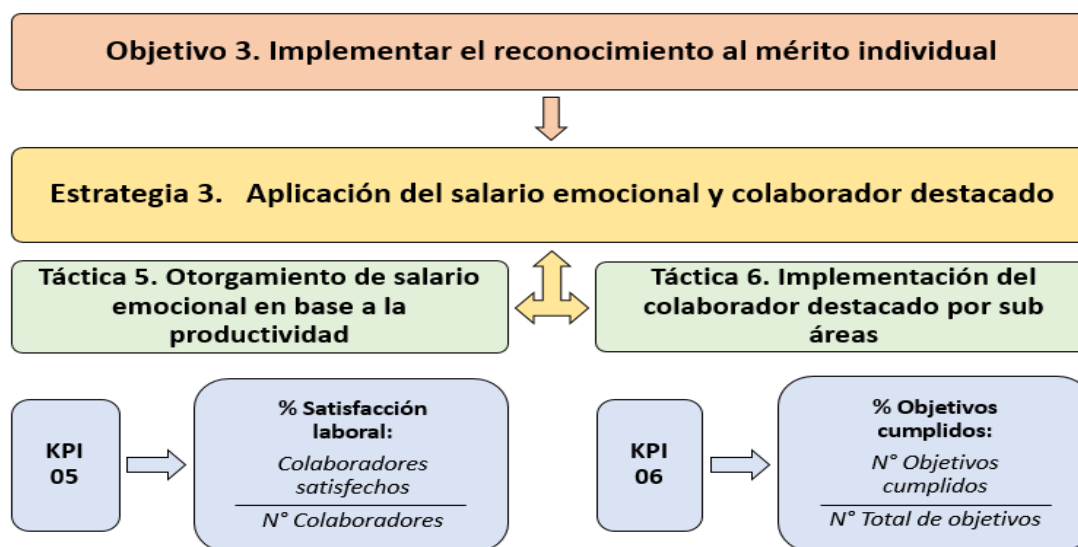 Objetivo 3. Implementar el reconocimiento al mérito individual
Estrategia 3. Aplicación del salario emocional y colaborador destacado
Táctica 5. Otorgamiento de salario
emocional en base a la
productividad
Táctica 6. Implementación del
colaborador destacado por sub
áreas
KPI
05
% Satisfacción
laboral:
Colaboradores
satisfechos
N° Colaboradores
KPI
06
% Objetivos
cumplidos:
N° Objetivos
cumplidos
N° Total de objetivos